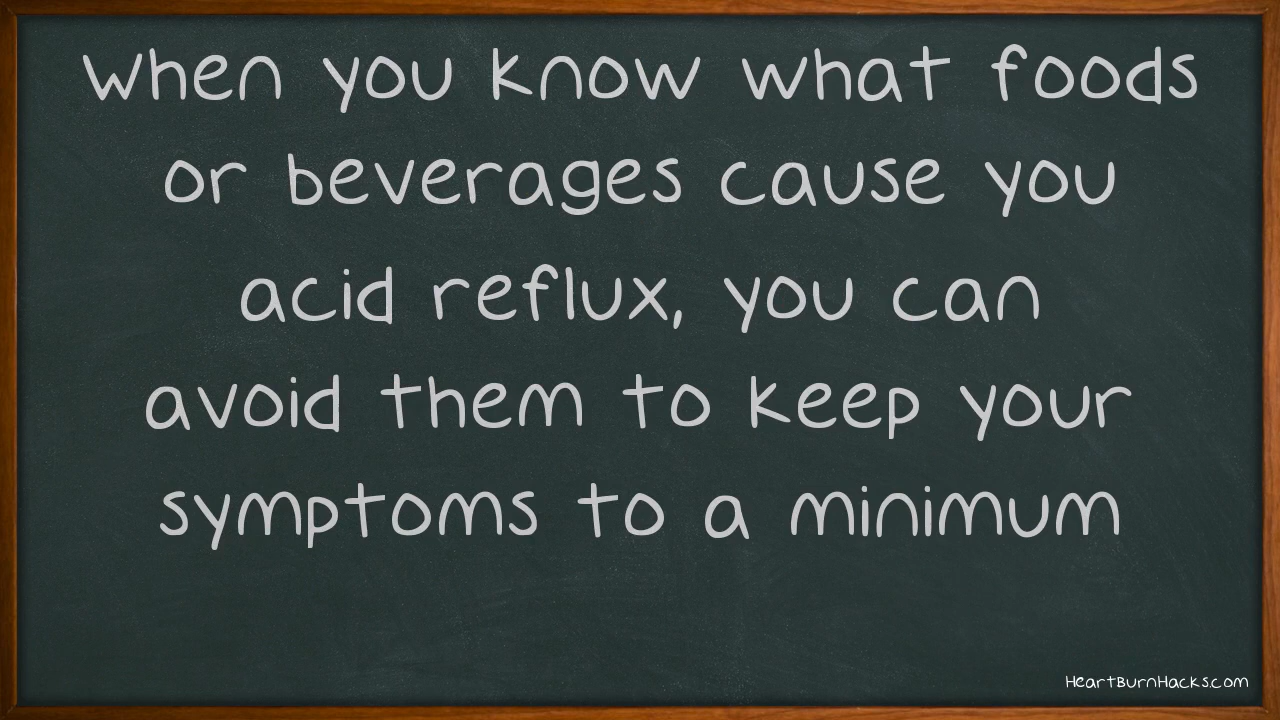 When you know what foods
or beverages cause you
acid reflux, you can
avoid them to keep your
symptoms to a minimum
HeartBurnHacks.com